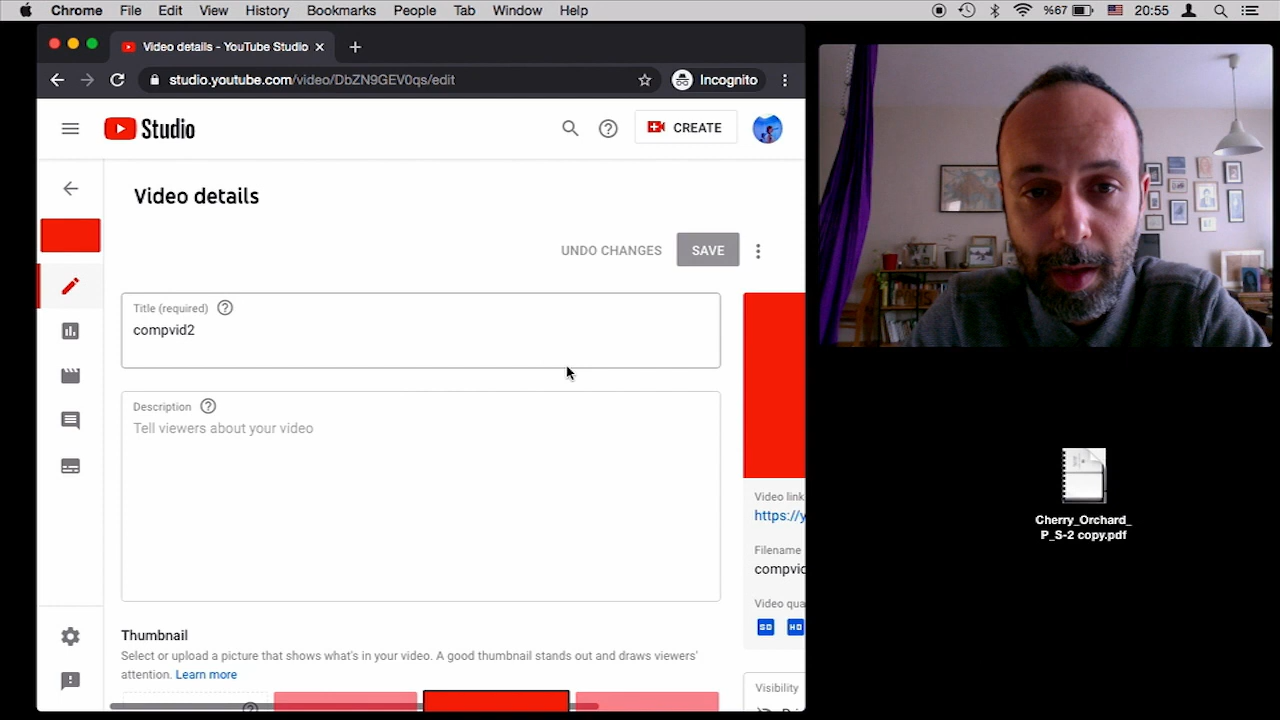 Chrome File Edit View History Bookmarks People Tab Window Help %67 20:55
Video details - YouTube Studio
studio.youtube.com/video/DbZN9GEV0qs/edit Incognito
Studio CREATE
Video details
UNDO CHANGES SAVE
Title (required)
compvid2
Description
Tell viewers about your video
Video link
https://y
Filename
compvid
Video qua
SD HD
Thumbnail
Select or upload a picture that shows what's in your video. A good thumbnail stands out and draws viewers'
attention. Learn more
Visibility
Cherry_Orchard_
P_S-2 copy.pdf